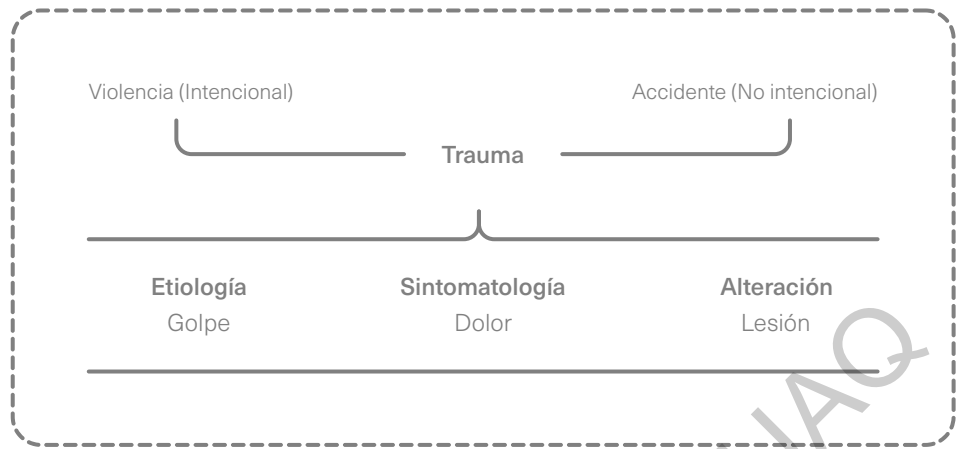 Violencia (Intencional)
Accidente (No intencional)
Trauma
Etiología
Sintomatología
Alteración
Golpe
Dolor
Lesión